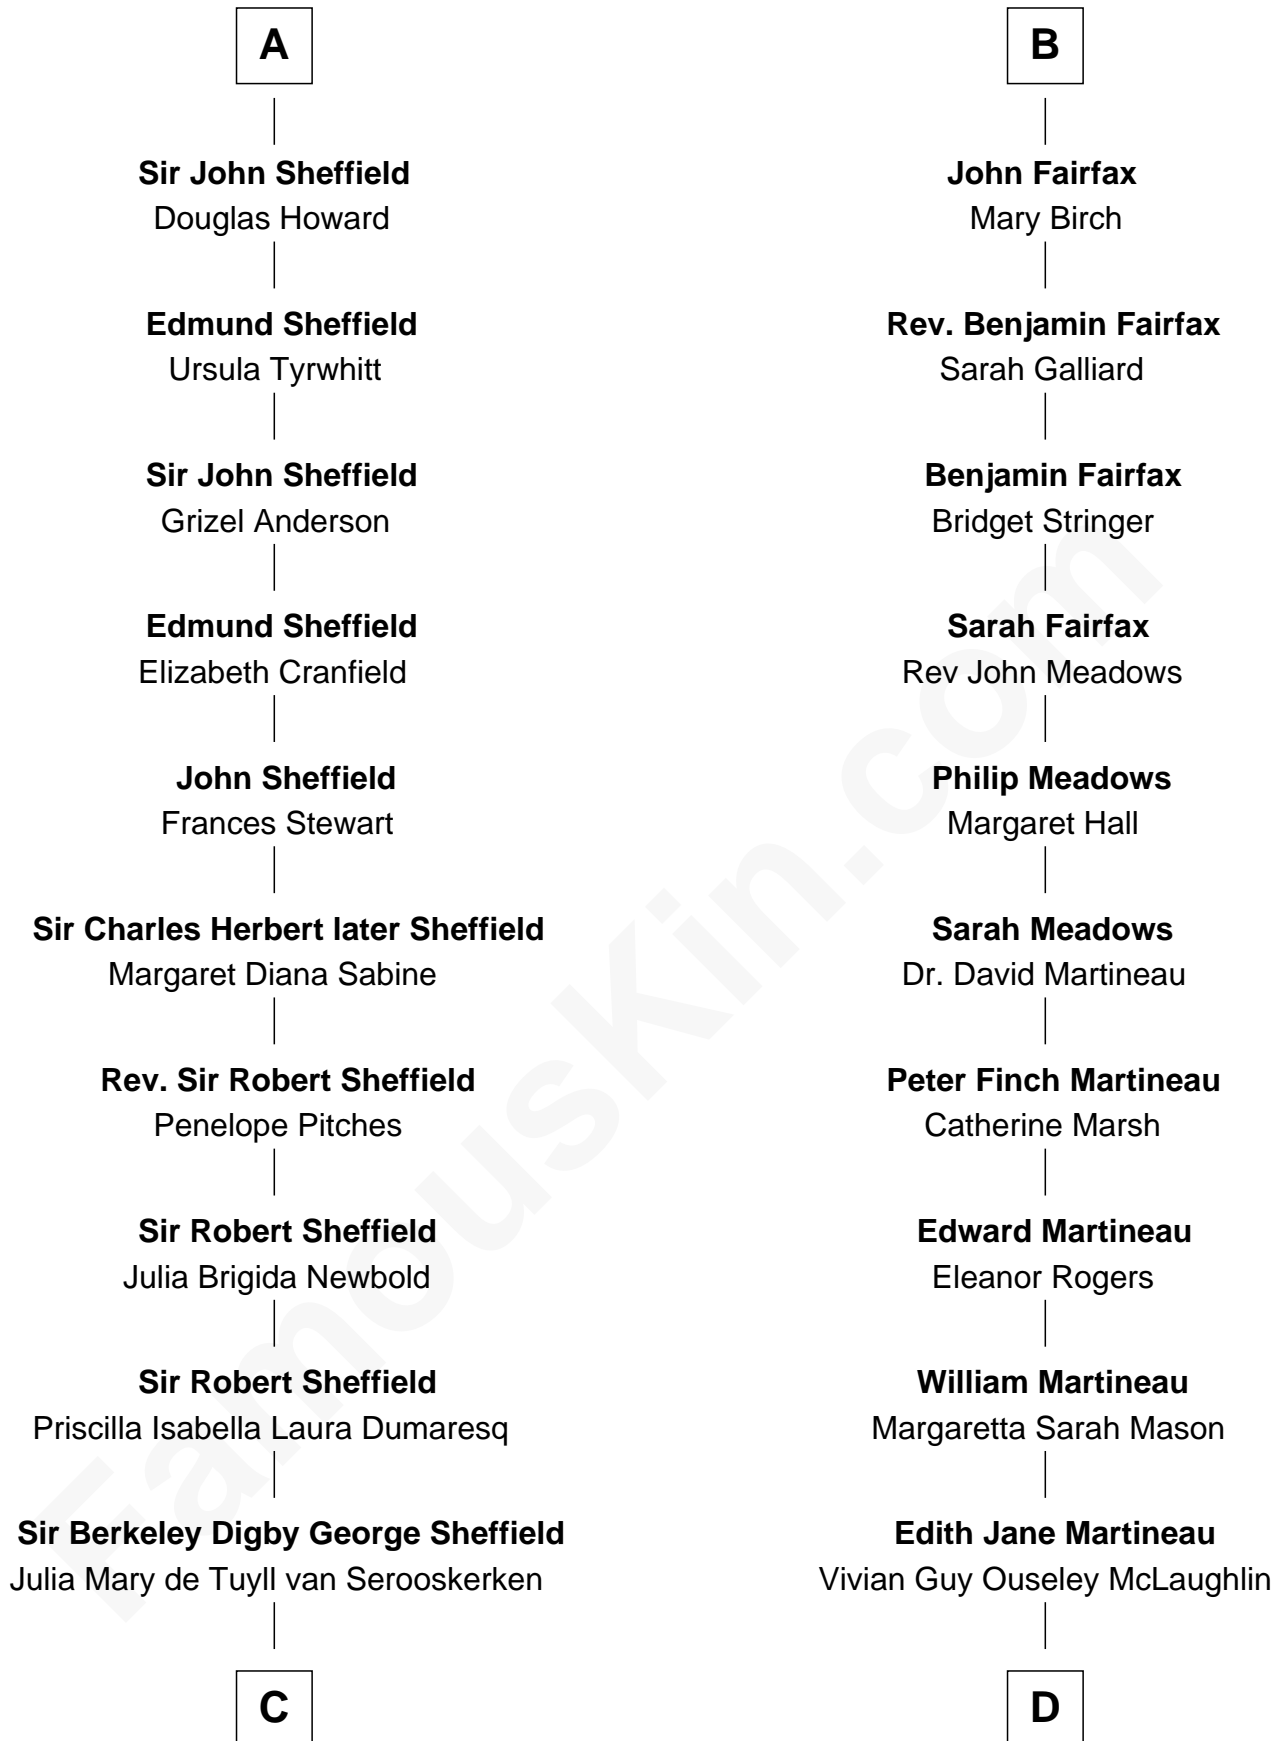 A
Sir John Sheffield
Douglas Howard
Edmund Sheffield
Ursula Tyrwhitt
Sir John Sheffield
Grizel Anderson
Edmund Sheffield
Elizabeth Cranfield
John Sheffield
Frances Stewart
Sir Charles Herbert later Sheffield
Margaret Diana Sabine
Rev. Sir Robert Sheffield
Penelope Pitches
Sir Robert Sheffield
Julia Brigida Newbold
Sir Robert Sheffield
Priscilla Isabella Laura Dumaresq
Sir Berkeley Digby George Sheffield
Julia Mary de Tuyll van Serooskerken
C
B
John Fairfax
Mary Birch
Rev. Benjamin Fairfax
Sarah Galliard
Benjamin Fairfax
Bridget Stringer
Sarah Fairfax
Rev John Meadows
Philip Meadows
Margaret Hall
Sarah Meadows
Dr. David Martineau
Peter Finch Martineau
Catherine Marsh
Edward Martineau
Eleanor Rogers
William Martineau
Margaretta Sarah Mason
Edith Jane Martineau
Vivian Guy Ouseley McLaughlin
D
FamousKin.com